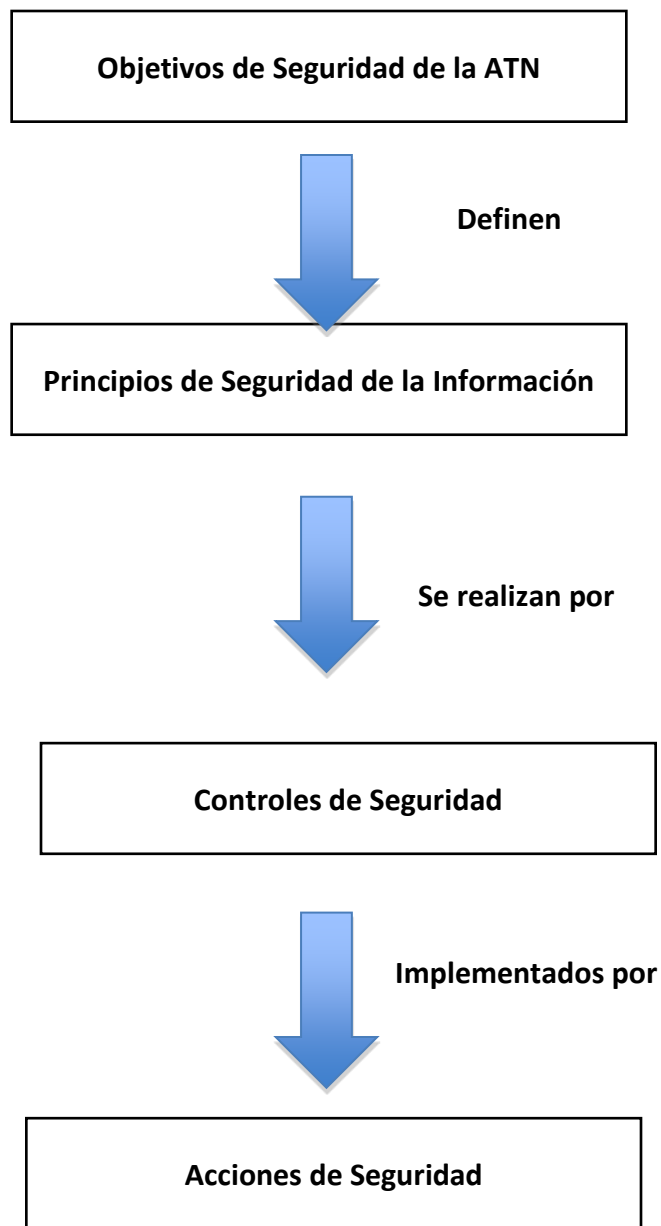 Objetivos de Seguridad de la ATN
Definen
Principios de Seguridad de la Información
Se realizan por
Controles de Seguridad
Implementados por
Acciones de Seguridad